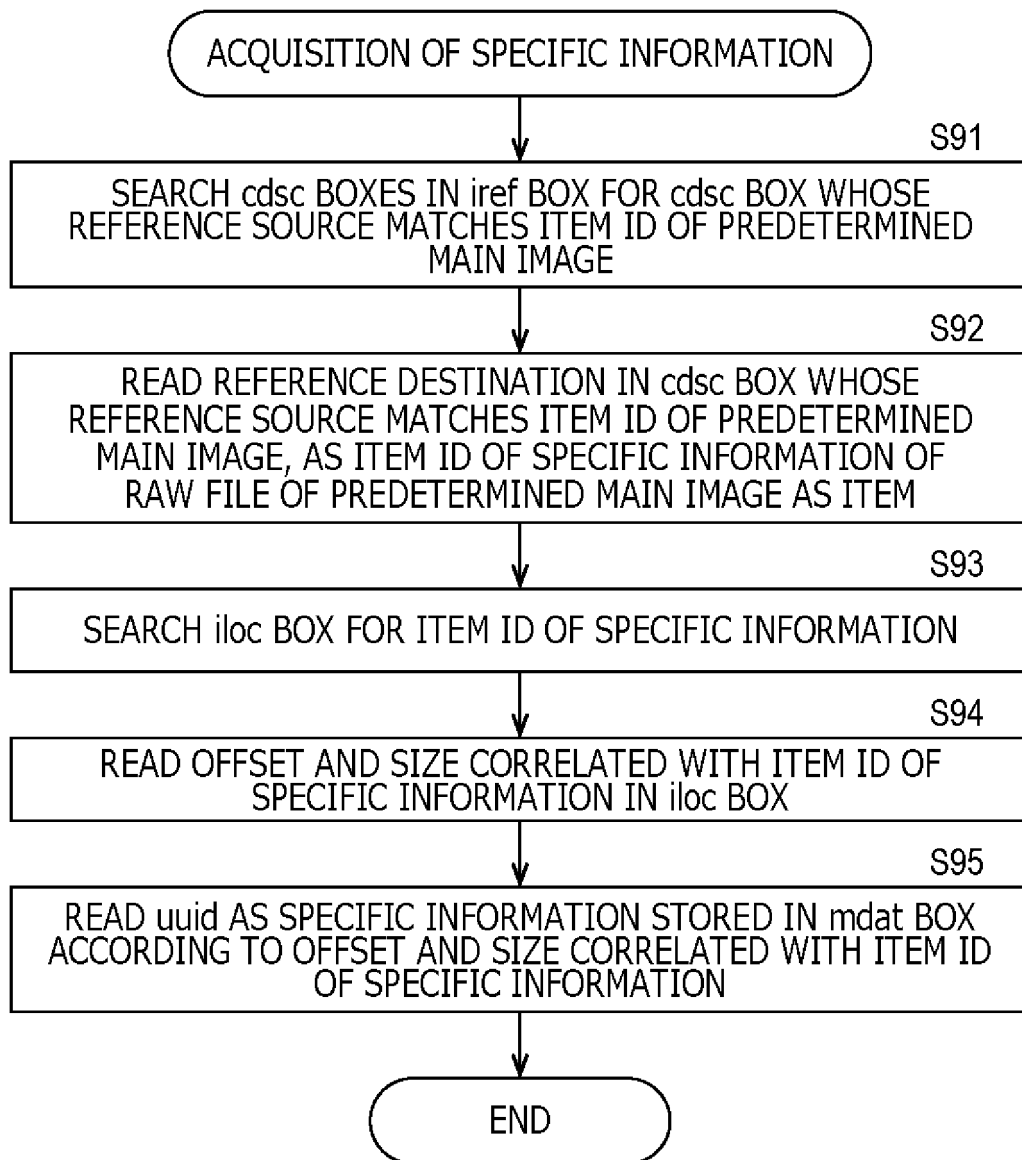 ACQUISITION OF SPECIFIC INFORMATION
S91
SEARCH cdsc BOXES IN iref BOX FOR cdsc BOX WHOSE
REFERENCE SOURCE MATCHES ITEM ID OF PREDETERMINED
MAIN IMAGE
S92
READ REFERENCE DESTINATION IN cdsc BOX WHOSE
REFERENCE SOURCE MATCHES ITEM ID OF PREDETERMINED
MAIN IMAGE, AS ITEM ID OF SPECIFIC INFORMATION OF
RAW FILE OF PREDETERMINED MAIN IMAGE AS ITEM
S93
SEARCH iloc BOX FOR ITEM ID OF SPECIFIC INFORMATION
S94
READ OFFSET AND SIZE CORRELATED WITH ITEM ID OF
SPECIFIC INFORMATION IN iloc BOX
S95
READ uuid AS SPECIFIC INFORMATION STORED IN mdat BOX
ACCORDING TO OFFSET AND SIZE CORRELATED WITH ITEM ID
OF SPECIFIC INFORMATION
END